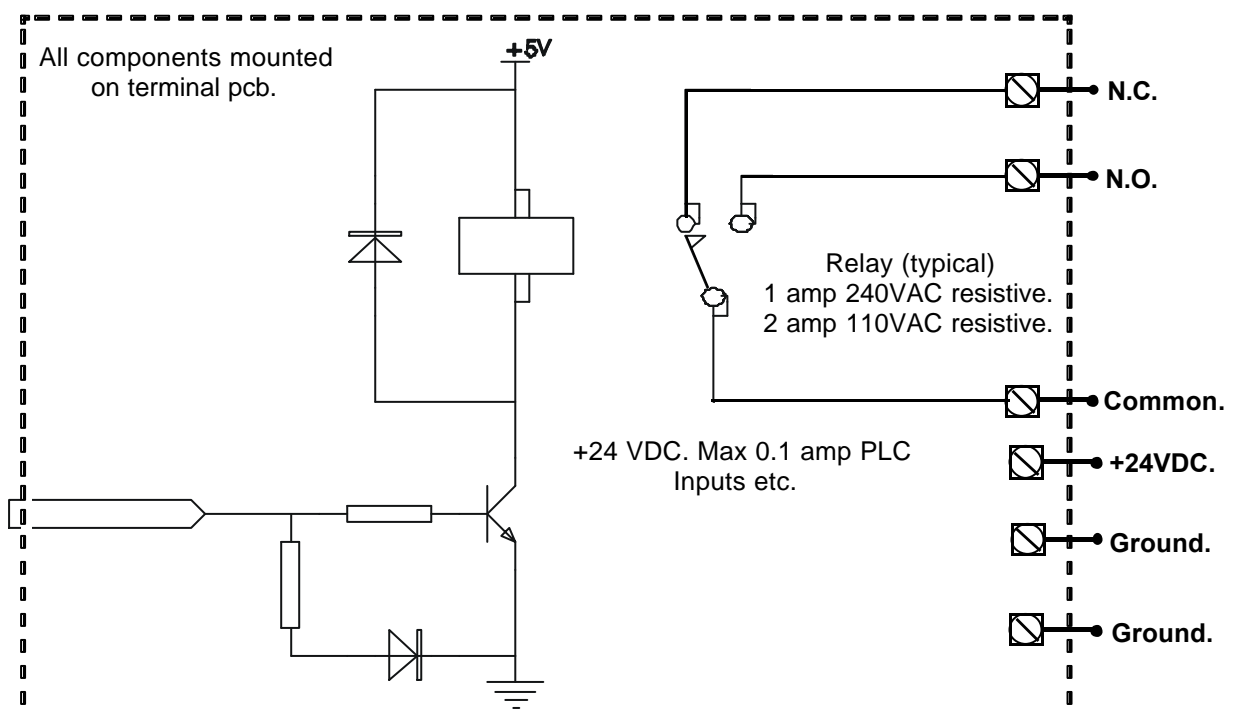 All components mounted
on terminal pcb.
+5V
N.C.
N.O.
Relay (typical)
1 amp 240VAC resistive.
2 amp 110VAC resistive.
Common.
+24 VDC. Max 0.1 amp PLC
Inputs etc.
+24VDC.
Ground.
Ground.